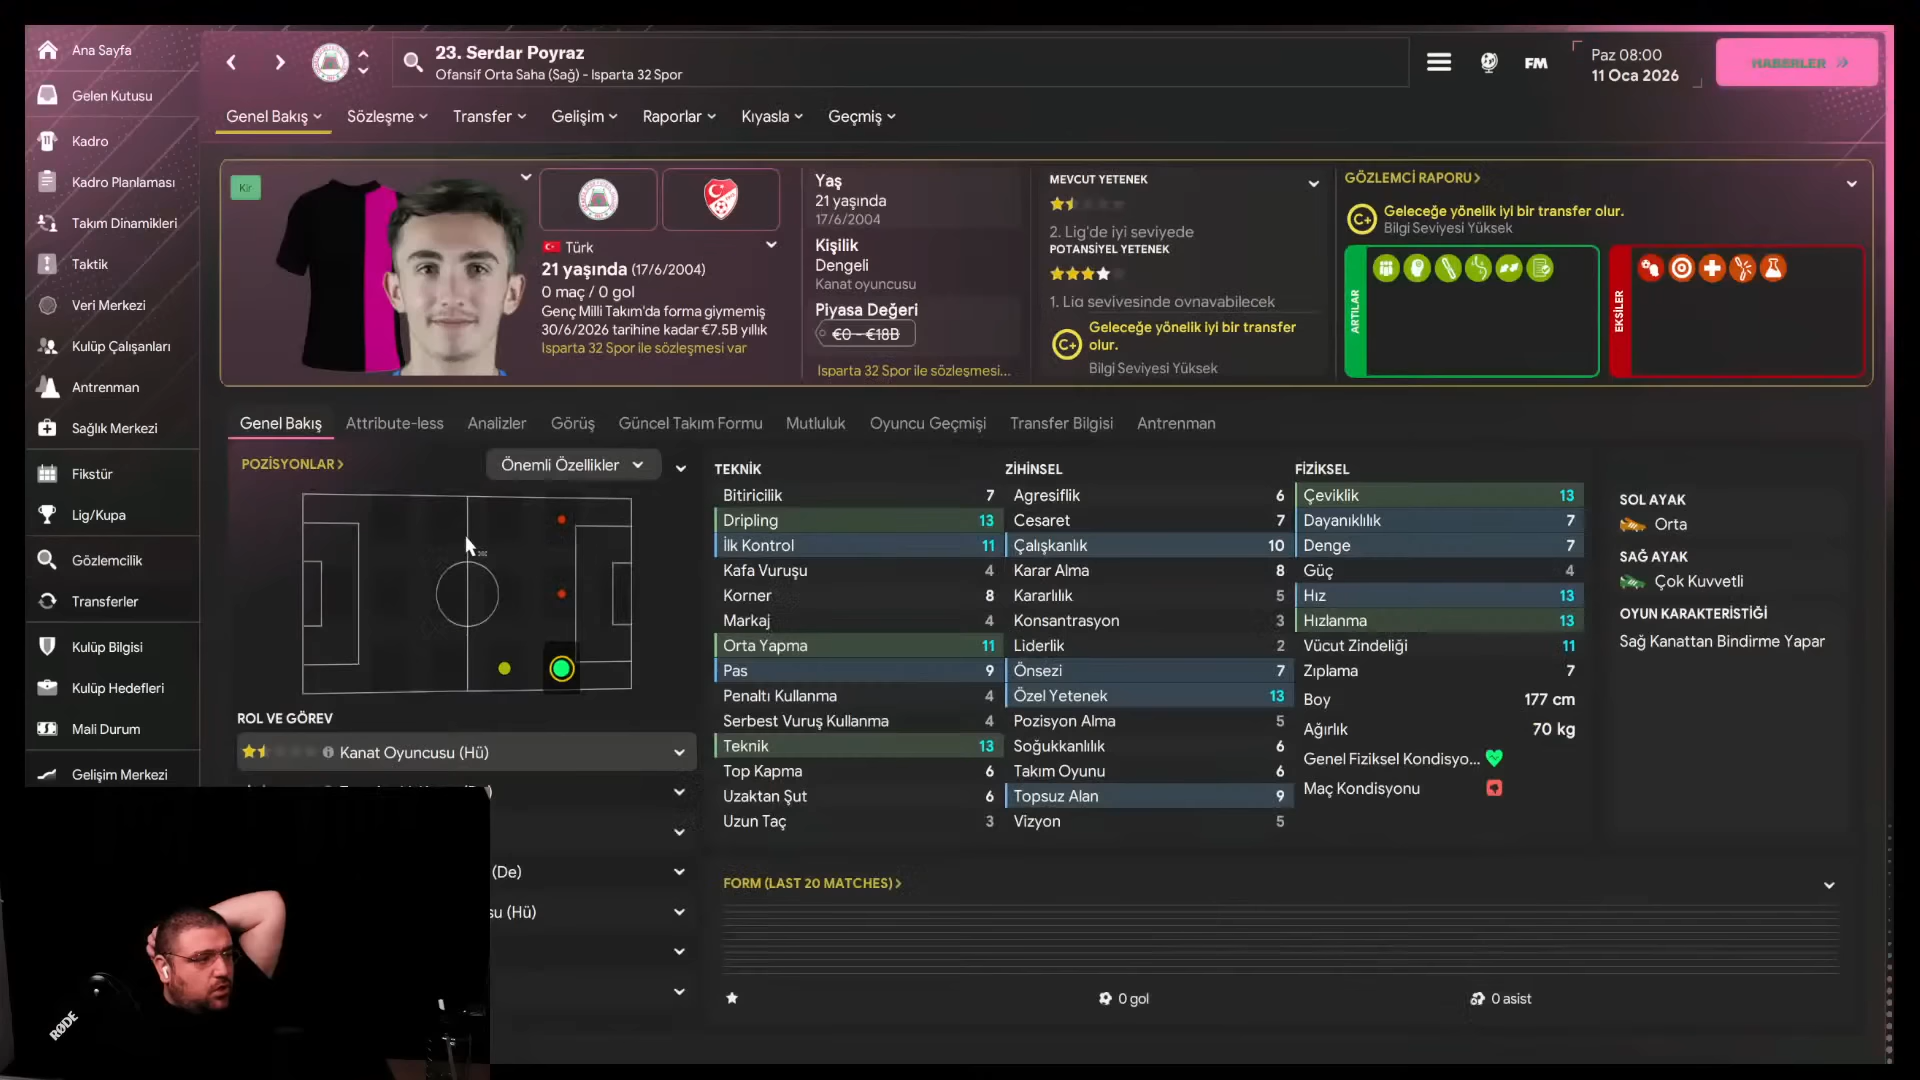 Ana Sayfa
Gelen Kutusu
Kadro
Kadro Planlaması
Takım Dinamikleri
Taktik
Veri Merkezi
Kulüp Çalışanları
Antrenman
Sağlık Merkezi
Fikstür
Lig/Kupa
Gözlemcilik
Transferler
Kulüp Bilgisi
Kulüp Hedefleri
Mali Durum
Gelişim Merkezi
23. Serdar Poyraz
Ofansif Orta Saha (Sağ) - Isparta 32 Spor
FM
Paz 08:00
11 Oca 2026
HABERLER
Genel Bakış
Sözleşme
Transfer
Gelişim
Raporlar
Kıyasla
Geçmiş
Kir
Türk
21 yaşında (17/6/2004)
0 maç / 0 gol
Genç Milli Takım'da forma giymemiş
30/6/2026 tarihine kadar €7.5B yıllık
Isparta 32 Spor ile sözleşmesi var
Yaş
21 yaşında
17/6/2004
Kişilik
Dengeli
Kanat oyuncusu
Piyasa Değeri
€0 - €18B
Isparta 32 Spor ile sözleşmesi...
MEVCUT YETENEK
2. Lig'de iyi seviyede
POTANSİYEL YETENEK
1. Lig seviyesinde oynayabilecek
C+
Geleceğe yönelik iyi bir transfer
olur.
Bilgi Seviyesi Yüksek
GÖZLEMCİ RAPORU
C+
Geleceğe yönelik iyi bir transfer olur.
Bilgi Seviyesi Yüksek
ARTILAR
EKSİLER
Genel Bakış
Attribute-less
Analizler
Görüş
Güncel Takım Formu
Mutluluk
Oyuncu Geçmişi
Transfer Bilgisi
Antrenman
POZİSYONLAR
Önemli Özellikler
ROL VE GÖREV
Kanat Oyuncusu (Hü)
(De)
su (Hü)
TEKNİK
Bitiricilik 7
Dripling 13
İlk Kontrol 11
Kafa Vuruşu 4
Korner 8
Markaj 4
Orta Yapma 11
Pas 9
Penaltı Kullanma 4
Serbest Vuruş Kullanma 4
Teknik 13
Top Kapma 6
Uzaktan Şut 6
Uzun Taç 3
ZİHİNSEL
Agresiflik 6
Cesaret 7
Çalışkanlık 10
Karar Alma 8
Kararlılık 5
Konsantrasyon 3
Liderlik 2
Önsezi 7
Özel Yetenek 13
Pozisyon Alma 5
Soğukkanlılık 6
Takım Oyunu 6
Topsuz Alan 9
Vizyon 5
FİZİKSEL
Çeviklik 13
Dayanıklılık 7
Denge 7
Güç 4
Hız 13
Hızlanma 13
Vücut Zindeliği 11
Zıplama 7
Boy 177 cm
Ağırlık 70 kg
Genel Fiziksel Kondisyo...
Maç Kondisyonu
SOL AYAK
Orta
SAĞ AYAK
Çok Kuvvetli
OYUN KARAKTERİSTİĞİ
Sağ Kanattan Bindirme Yapar
FORM (LAST 20 MATCHES)
0 gol
0 asist
RØDE